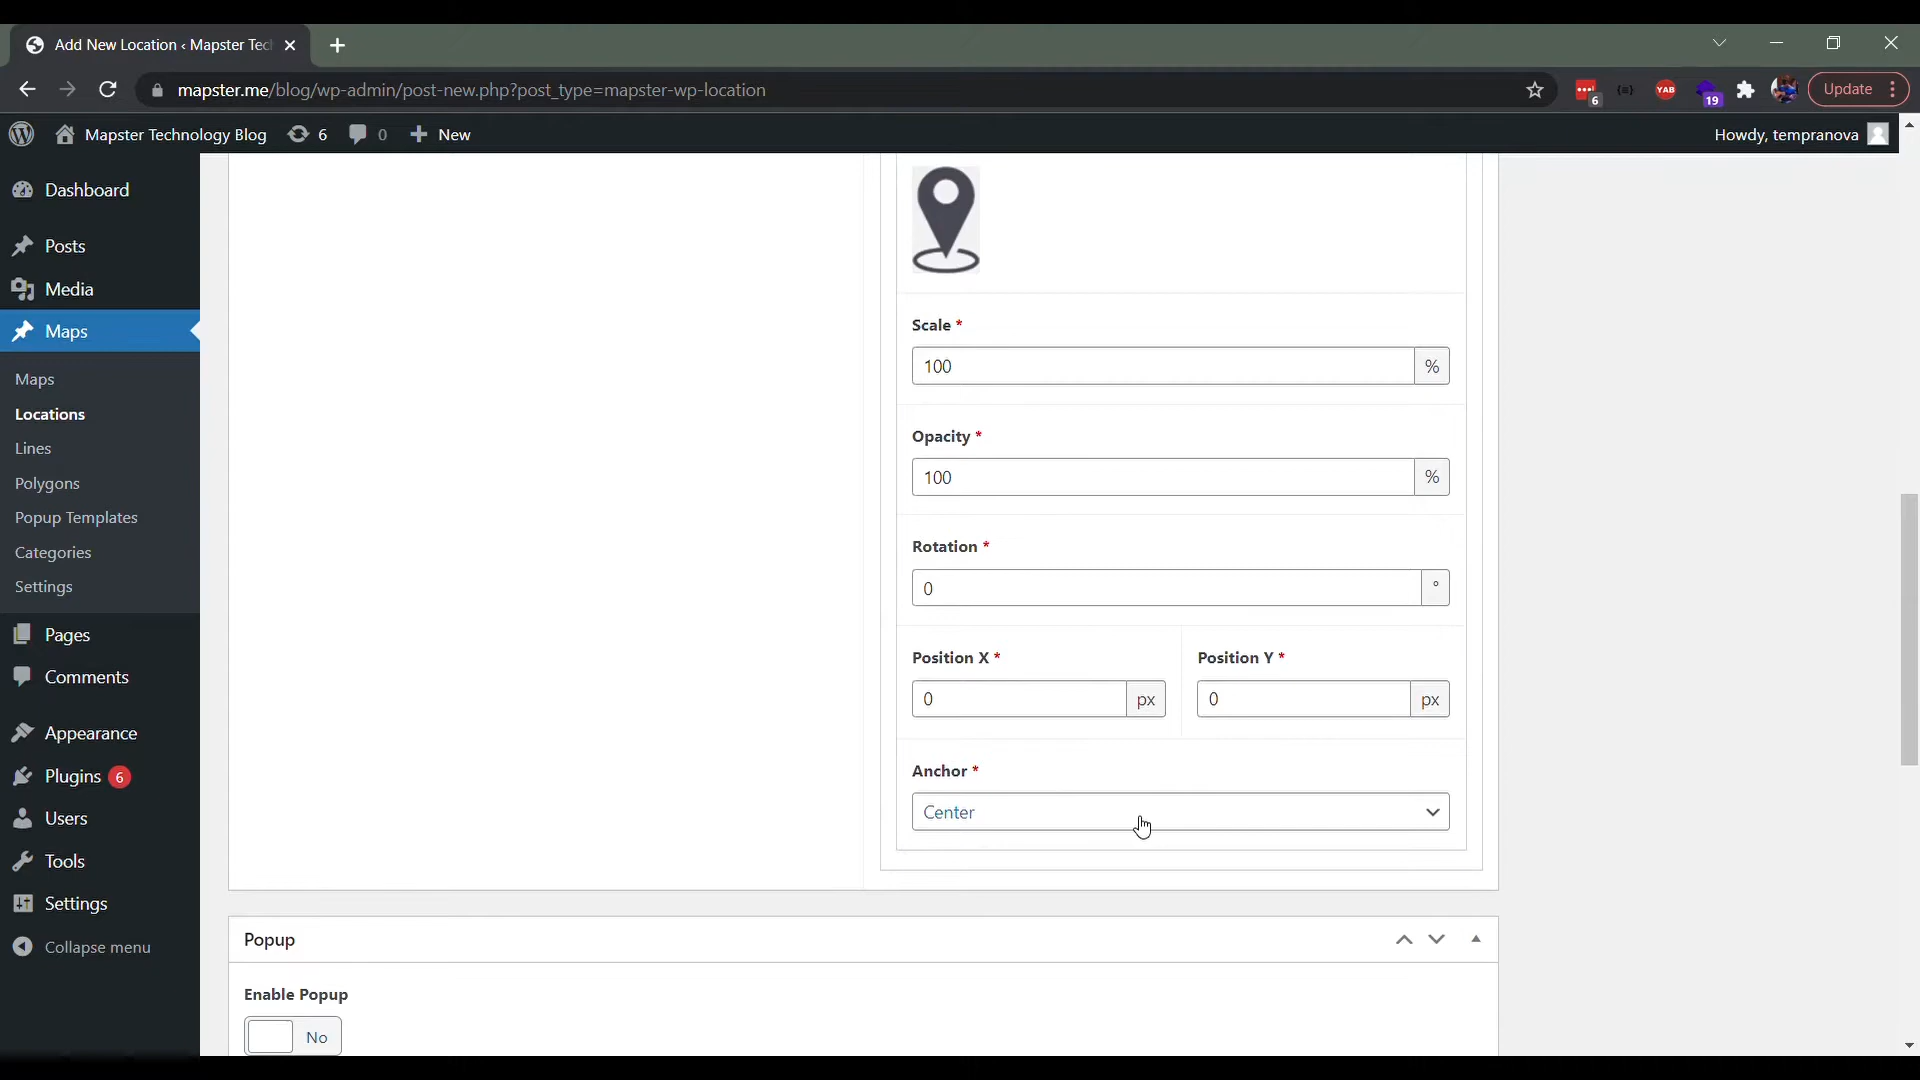 Add New Location ‹ Mapster Tec
mapster.me/blog/wp-admin/post-new.php?post_type=mapster-wp-location
6
YAB
19
Update
Mapster Technology Blog
6
0
New
Howdy, tempranova
Dashboard
Posts
Media
Maps
Maps
Locations
Lines
Polygons
Popup Templates
Categories
Settings
Pages
Comments
Appearance
Plugins 6
Users
Tools
Settings
Collapse menu
Scale *
100 %
Opacity *
100 %
Rotation *
0 °
Position X * Position Y *
0 px 0 px
Anchor *
Center
Popup
Enable Popup
No